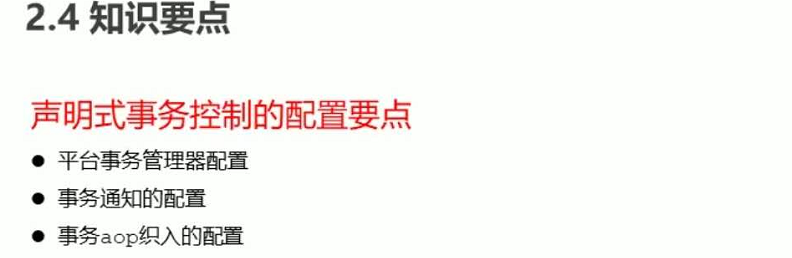 2.4 知识要点
声明式事务控制的配置要点
● 平台事务管理器配置
● 事务通知的配置
● 事务aop织入的配置